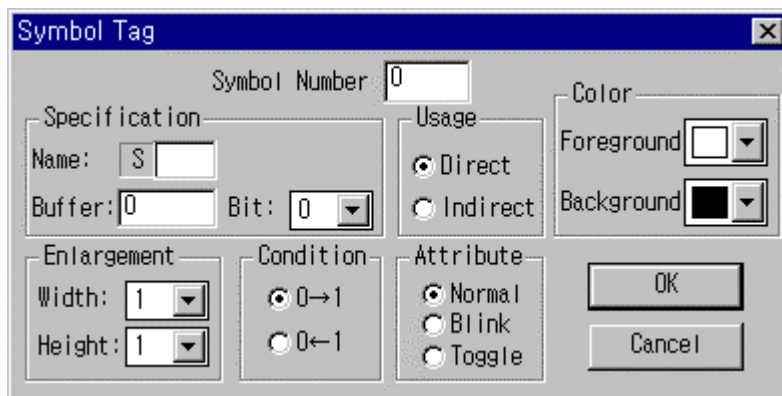 Symbol Tag
Symbol Number 0
Specification
Name: S
Buffer: 0 Bit: 0
Usage
Direct
Indirect
Color
Foreground
Background
Enlargement
Width: 1
Height: 1
Condition
0→1
0←1
Attribute
Normal
Blink
Toggle
OK
Cancel